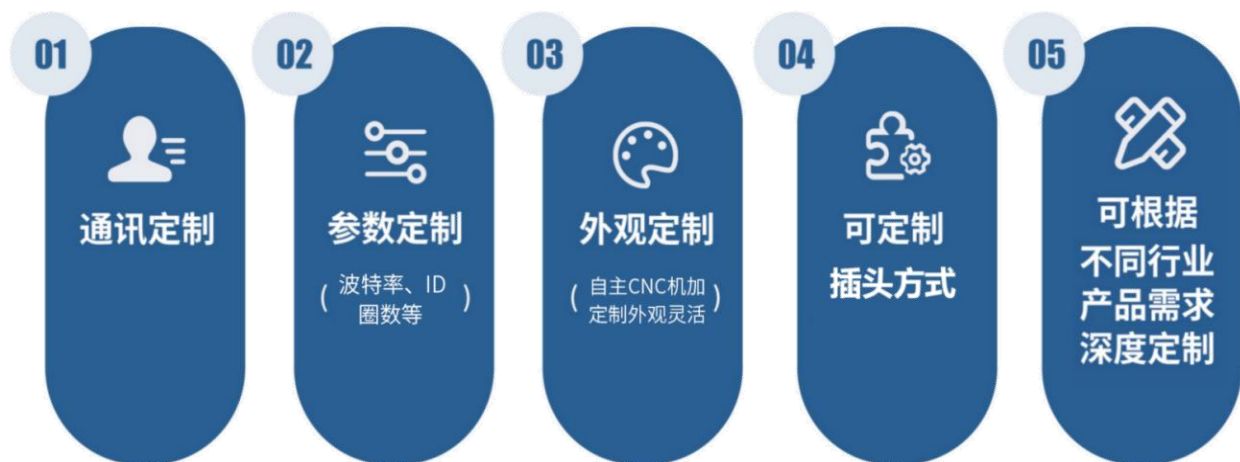 01
通讯定制
02
参数定制
(波特率、ID
圈数等)
03
外观定制
(自主CNC机加
定制外观灵活)
04
可定制
插头方式
05
可根据
不同行业
产品需求
深度定制